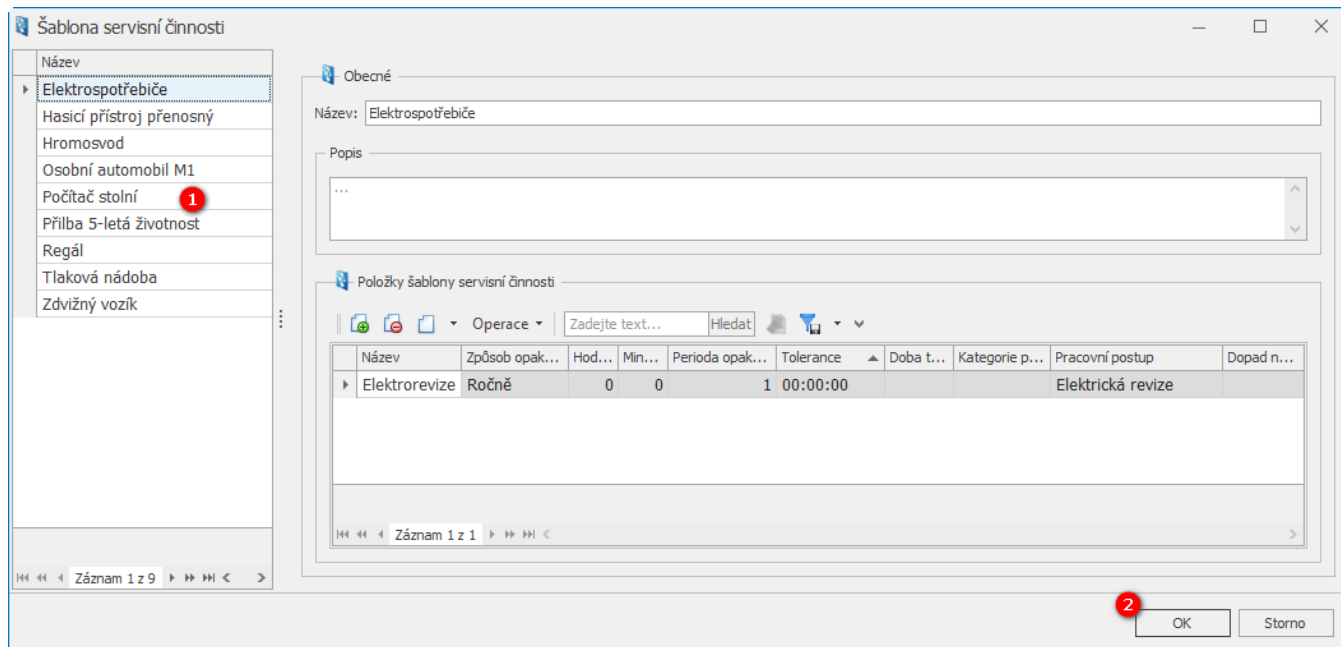 Šablona servisní činnosti
Název
Elektrospotřebiče
Hasicí přístroj přenosný
Hromosvod
Osobní automobil M1
Počítač stolní
1
Přilba 5-letá životnost
Regál
Tlaková nádoba
Zdvižný vozík
Záznam 1 z 9
Obecné
Název: Elektrospotřebiče
Popis
...
Položky šablony servisní činnosti
Operace Zadejte text... Hledat
Název Způsob opak... Hod... Min... Perioda opak... Tolerance Doba t... Kategorie p... Pracovní postup Dopad n...
Elektrorevize Ročně 0 0 1 00:00:00 Elektrická revize
Záznam 1 z 1
2
OK Storno